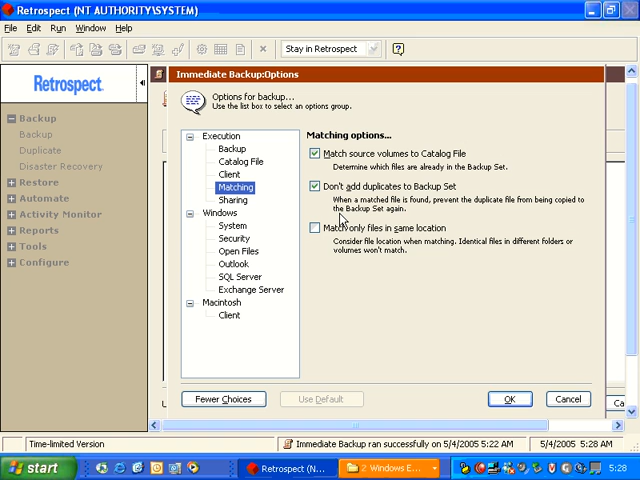 Retrospect (NT AUTHORITY\SYSTEM)
File Edit Run Window Help
Stay in Retrospect
Retrospect
Immediate Backup:Options
Options for backup...
Use the list box to select an options group.
Backup
Backup
Duplicate
Disaster Recovery
Restore
Automate
Activity Monitor
Reports
Tools
Configure
Execution
Backup
Catalog File
Client
Matching
Sharing
Windows
System
Security
Open Files
Outlook
SQL Server
Exchange Server
Macintosh
Client
Matching options...
Match source volumes to Catalog File
Determine which files are already in the Backup Set.
Don't add duplicates to Backup Set
When a matched file is found, prevent the duplicate file from being copied to
the Backup Set again.
Match only files in same location
Consider file location when matching. Identical files in different folders or
volumes won't match.
Fewer Choices Use Default OK Cancel
Ca
Time-limited Version Immediate Backup ran successfully on 5/4/2005 5:22 AM 5/4/2005 5:28 AM
start Retrospect (N... 2 Windows E... 5:28